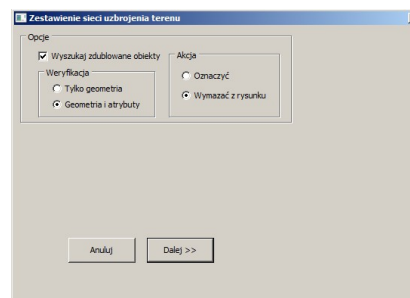 Zestawienie sieci uzbrojenia terenu
Opcje
Wyszukaj zdublowane obiekty
Weryfikacja
Tylko geometria
Geometria i atrybuty
Akcja
Oznaczyć
Wymazać z rysunku
Anuluj
Dalej >>